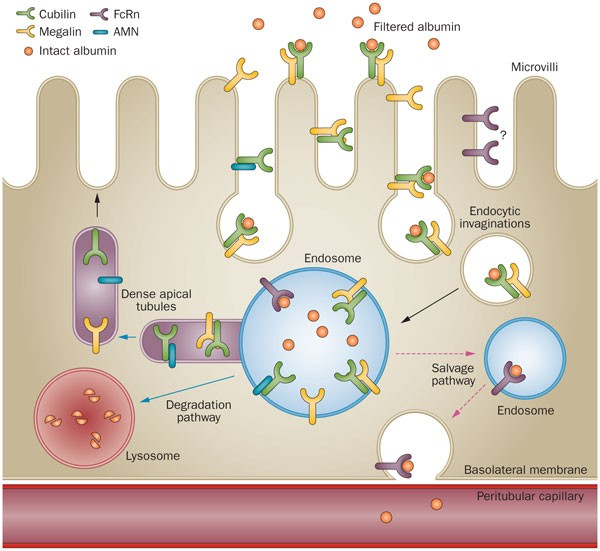 Cubilin
FcRn
Megalin
AMN
Intact albumin
Filtered albumin
Microvilli
?
Endocytic
invaginations
Endosome
Dense apical
tubules
Salvage
pathway
Degradation
pathway
Endosome
Lysosome
Basolateral membrane
Peritubular capillary